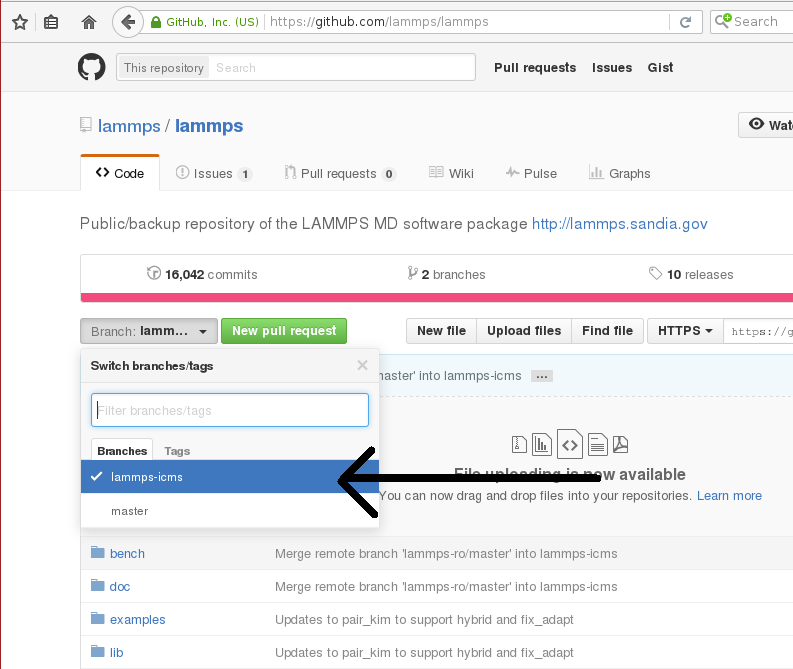 GitHub, Inc. (US) https://github.com/lammps/lammps Search
This repository Search Pull requests Issues Gist
lammps / lammps
Code Issues 1 Pull requests 0 Wiki Pulse Graphs
Public/backup repository of the LAMMPS MD software package http://lammps.sandia.gov
16,042 commits 2 branches 10 releases
Branch: lamm... New pull request New file Upload files Find file HTTPS https://g
Switch branches/tags
master' into lammps-icms ...
Filter branches/tags
Branches Tags
lammps-icms
File uploading is now available
You can now drag and drop files into your repositories. Learn more
master
bench Merge remote branch 'lammps-ro/master' into lammps-icms
doc Merge remote branch 'lammps-ro/master' into lammps-icms
examples Updates to pair_kim to support hybrid and fix_adapt
lib Updates to pair_kim to support hybrid and fix_adapt